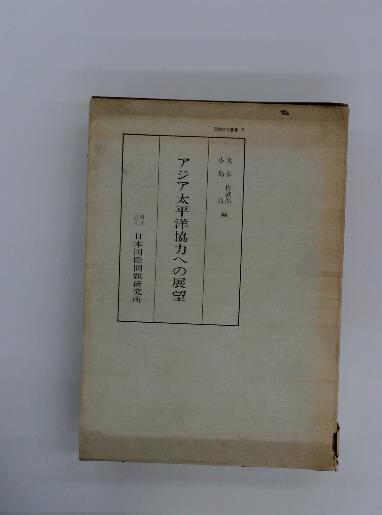 大来佐武郎
小島清 編
アジア太平洋協力への展望
日本国際問題研究所